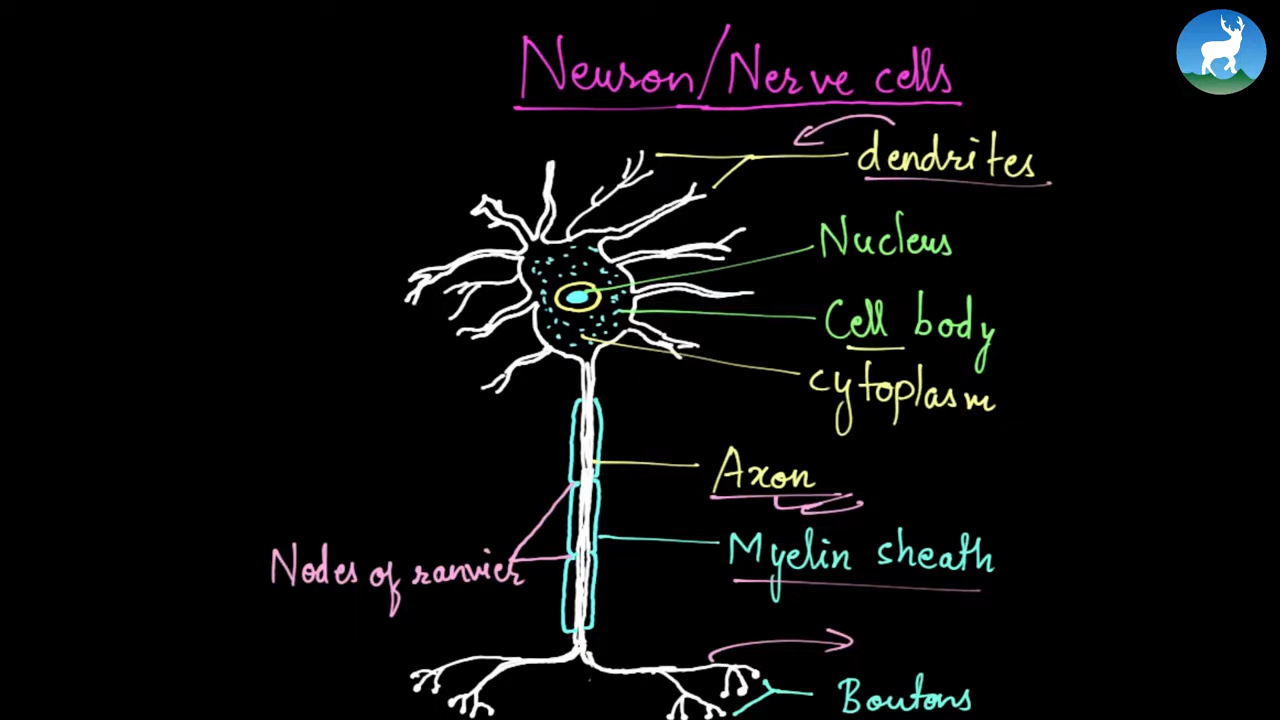 Neuron/Nerve cells
dendrites
Nucleus
Cell body
cytoplasm
Axon
Myelin sheath
Nodes of ranvier
Boutons